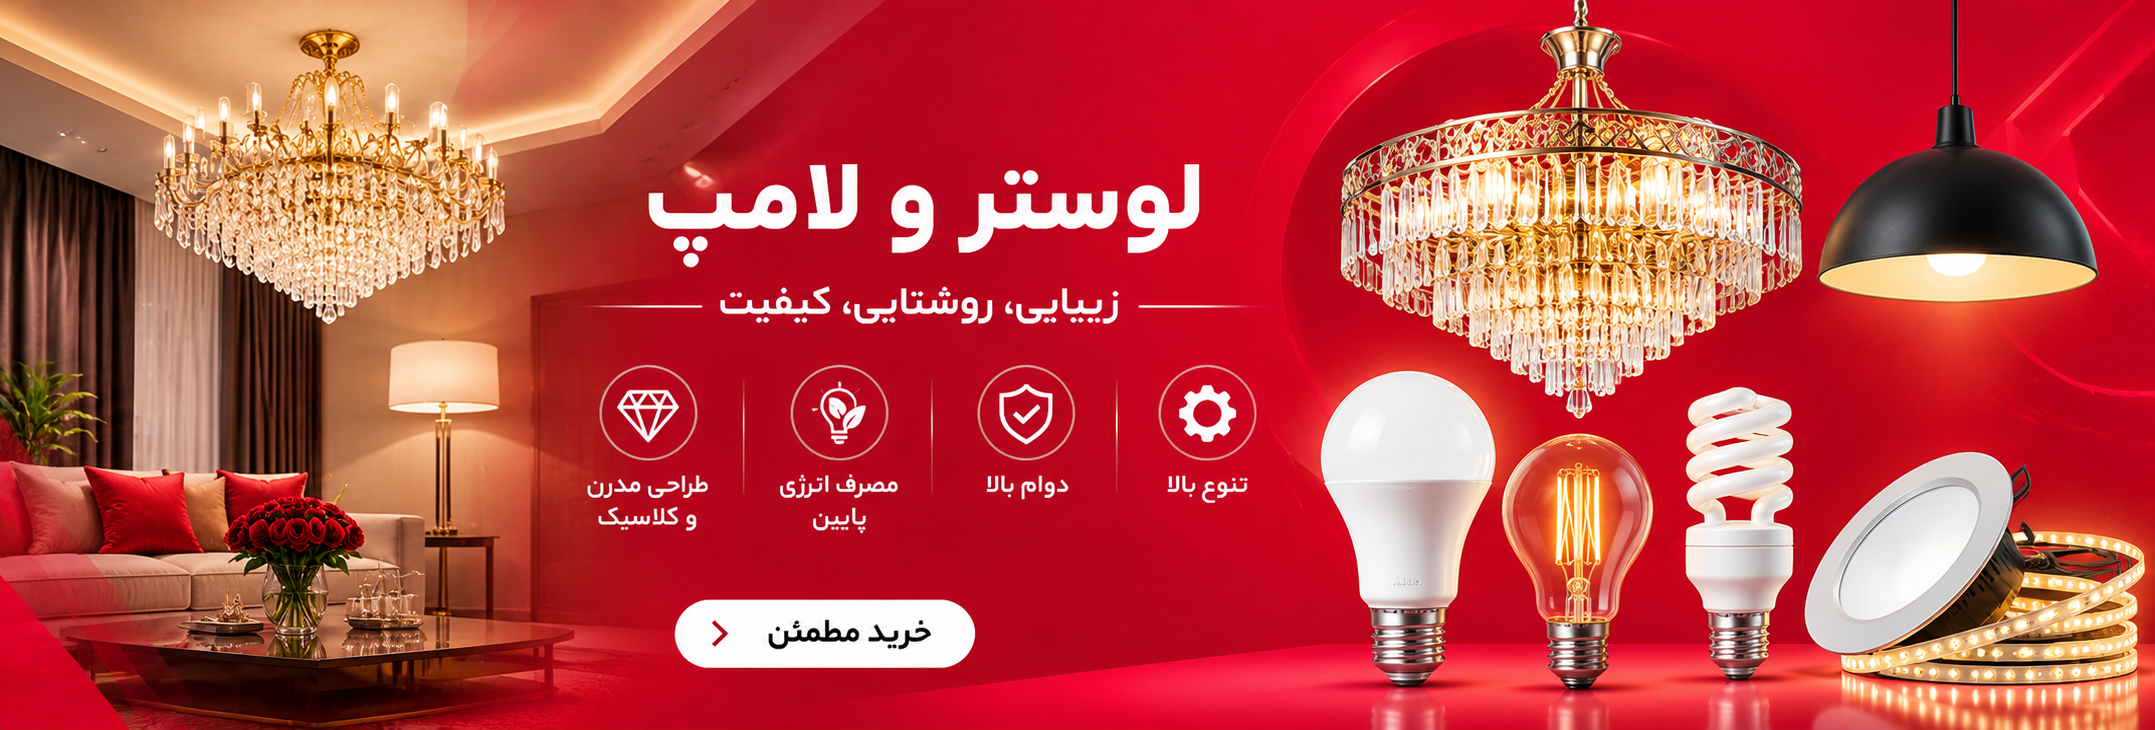 لوستر و لامپ
زیبایی، روشنایی، کیفیت
تنوع بالا
دوام بالا
مصرف انرژی
پایین
طراحی مدرن
و کلاسیک
خرید مطمئن